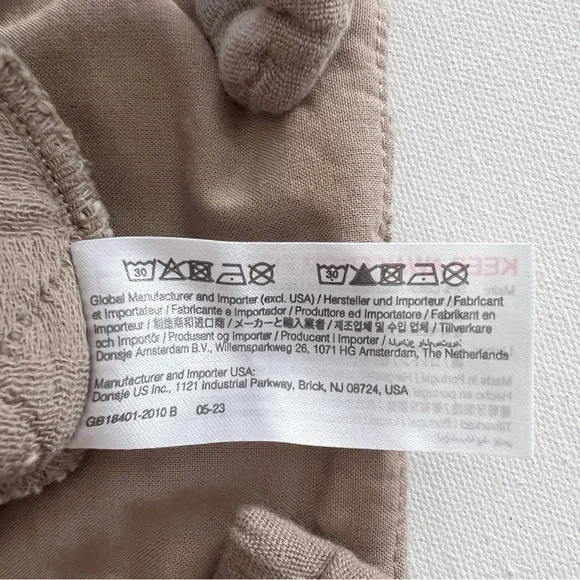 30 30
Global Manufacturer and Importer (excl. USA) / Hersteller und Importeur / Fabricant
et Importateur / Fabricante e Importador / Produttore ed Importatore / Fabrikant en
Importeur / 制造商和进口商 / メーカーと輸入業者 / 제조업체 및 수입 업체 / Tillverkare
och Importör / Produsent og Importør / Producent i Importer /
Donsje Amsterdam B.V., Willemsparkweg 26, 1071 HG Amsterdam, The Netherlands
Manufacturer and Importer USA:
Donsje US Inc., 1121 Industrial Parkway, Brick, NJ 08724, USA
GB18401-2010 B 05-23